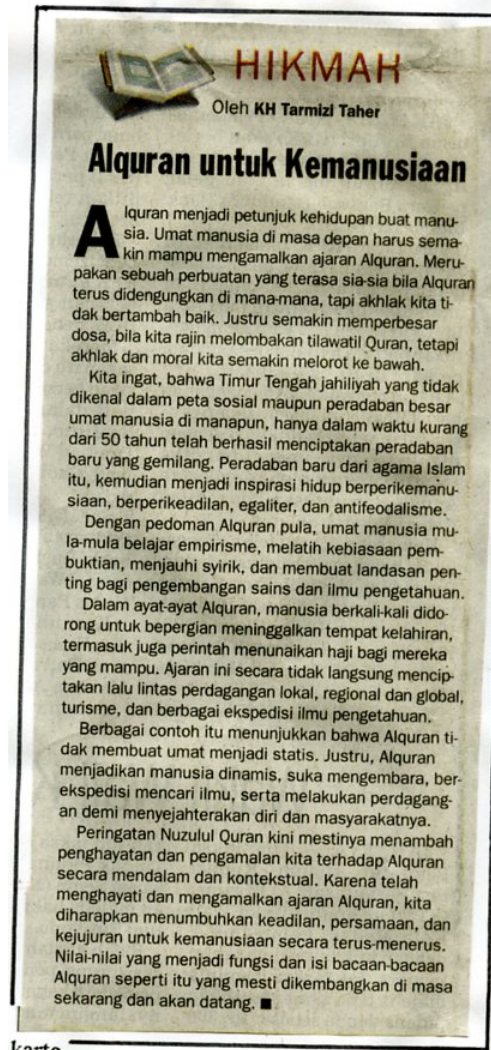 HIKMAH
Oleh KH Tarmizi Taher
Alquran untuk Kemanusiaan
Alquran menjadi petunjuk kehidupan buat manu-
sia. Umat manusia di masa depan harus sema-
kin mampu mengamalkan ajaran Alquran. Meru-
pakan sebuah perbuatan yang terasa sia-sia bila Alquran
terus didengungkan di mana-mana, tapi akhlak kita ti-
dak bertambah baik. Justru semakin memperbesar
dosa, bila kita rajin melombakan tilawatil Quran, tetapi
akhlak dan moral kita semakin melorot ke bawah.
Kita ingat, bahwa Timur Tengah jahiliyah yang tidak
dikenal dalam peta sosial maupun peradaban besar
umat manusia di manapun, hanya dalam waktu kurang
dari 50 tahun telah berhasil menciptakan peradaban
baru yang gemilang. Peradaban baru dari agama Islam
itu, kemudian menjadi inspirasi hidup berperikemanu-
siaan, berperikeadilan, egaliter, dan antifeodalisme.
Dengan pedoman Alquran pula, umat manusia mu-
la-mula belajar empirisme, melatih kebiasaan pem-
buktian, menjauhi syirik, dan membuat landasan pen-
ting bagi pengembangan sains dan ilmu pengetahuan.
Dalam ayat-ayat Alquran, manusia berkali-kali dido-
rong untuk bepergian meninggalkan tempat kelahiran,
termasuk juga perintah menunaikan haji bagi mereka
yang mampu. Ajaran ini secara tidak langsung mencip-
takan lalu lintas perdagangan lokal, regional dan global,
turisme, dan berbagai ekspedisi ilmu pengetahuan.
Berbagai contoh itu menunjukkan bahwa Alquran ti-
dak membuat umat menjadi statis. Justru, Alquran
menjadikan manusia dinamis, suka mengembara, ber-
ekspedisi mencari ilmu, serta melakukan perdagang-
an demi menyejahterakan diri dan masyarakatnya.
Peringatan Nuzulul Quran kini mestinya menambah
penghayatan dan pengamalan kita terhadap Alquran
secara mendalam dan kontekstual. Karena telah
menghayati dan mengamalkan ajaran Alquran, kita
diharapkan menumbuhkan keadilan, persamaan, dan
kejujuran untuk kemanusiaan secara terus-menerus.
Nilai-nilai yang menjadi fungsi dan isi bacaan-bacaan
Alquran seperti itu yang mesti dikembangkan di masa
sekarang dan akan datang. ■